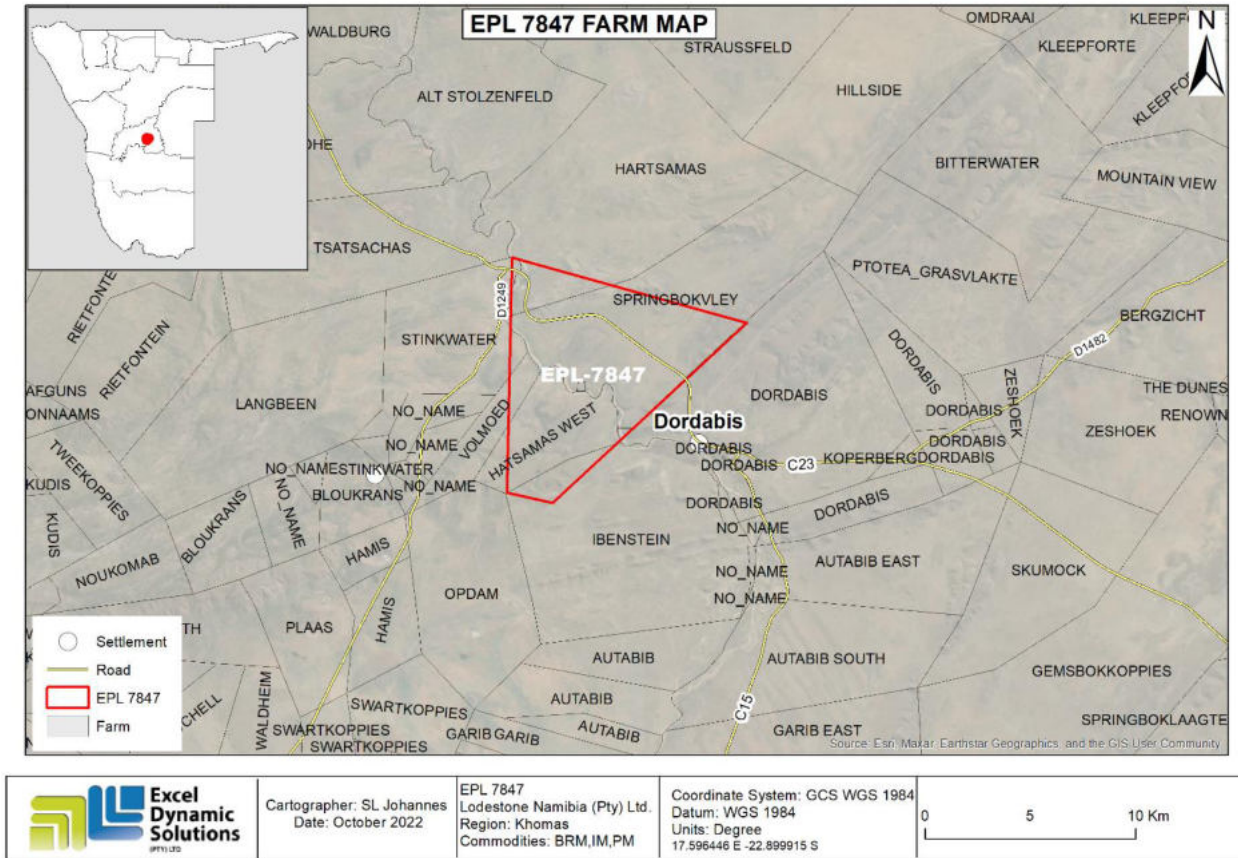 EPL 7847 FARM MAP
N
WALDBURG
OMDRAAI
STRAUSSFELD
KLEEPFORTE
ALT STOLZENFELD
HILLSIDE
HARTSAMAS
BITTERWATER
MOUNTAIN VIEW
TSATSACHAS
PTOTEA_GRASVLAKTE
RIETFONTEIN
D1249
SPRINGBOKVLEY
BERGZICHT
STINKWATER
D1482
DORDABIS
ZESHOEK
EPL-7847
THE DUNES
AFGUNS
ONNAAMS
LANGBEEN
NO_NAME
VOLMOED
HATSAMAS WEST
DORDABIS
DORDABIS
RENOWN
Dordabis
ZESHOEK
TWEEKOPPIES
NO_NAME
DORDABIS
DORDABIS
KOPERBERG
DORDABIS
DORDABIS
C23
NO_NAME
STINKWATER
KUDIS
NO_NAME
BLOUKRANS
NO_NAME
BLOUKRANS
DORDABIS
DORDABIS
KUDIS
NO_NAME
IBENSTEIN
HAMIS
NOUKOMAB
NO_NAME
AUTABIB EAST
SKUMOCK
OPDAM
NO_NAME
PLAAS
HAMIS
AUTABIB
AUTABIB SOUTH
GEMSBOKKOPPIES
WALDHEIM
SWARTKOPPIES
AUTABIB
C15
SPRINGBOKLAAGTE
SWARTKOPPIES
GARIB
GARIB
AUTABIB
GARIB EAST
SWARTKOPPIES
Settlement
Road
EPL 7847
Farm
Source: Esri, Maxar, Earthstar Geographics, and the GIS User Community
Excel
Dynamic
Solutions
(PTY) LTD
Cartographer: SL Johannes
Date: October 2022
EPL 7847
Lodestone Namibia (Pty) Ltd.
Region: Khomas
Commodities: BRM,IM,PM
Coordinate System: GCS WGS 1984
Datum: WGS 1984
Units: Degree
17.596446 E -22.899915 S
0 5 10 Km